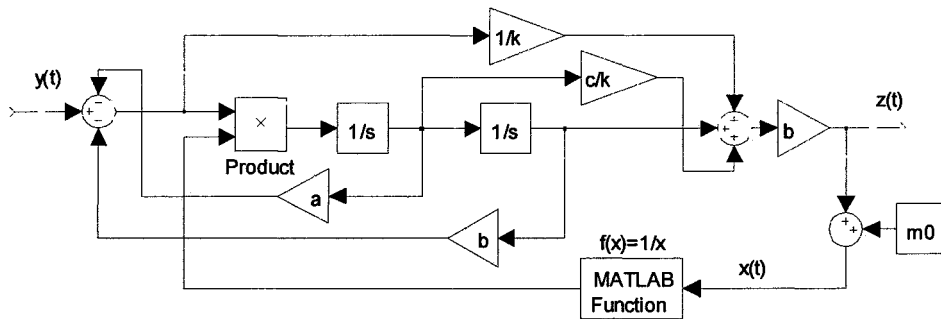 1/k
y(t)
c/k
z(t)
×
1/s
1/s
b
Product
a
b
m0
f(x)=1/x
x(t)
MATLAB
Function